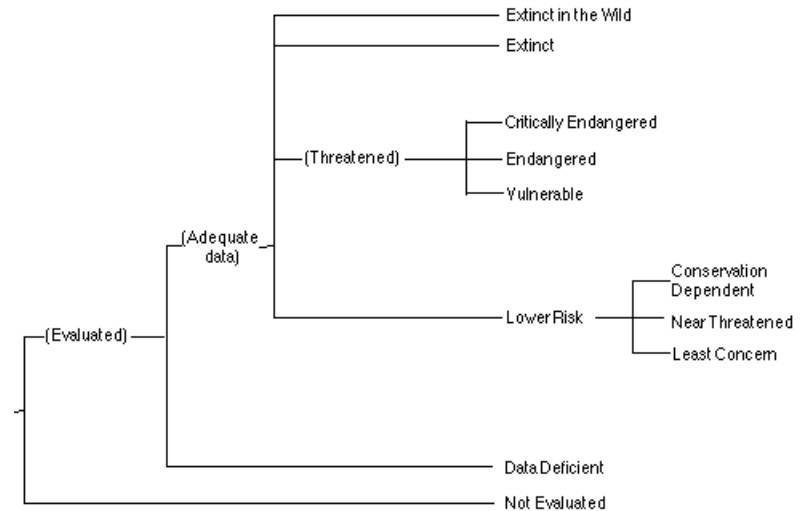 Extinct in the Wild
Extinct
Critically Endangered
(Threatened)
Endangered
Vulnerable
(Adequate
data)
Conservation
Dependent
Lower Risk
Near Threatened
(Evaluated)
Least Concern
Data Deficient
Not Evaluated